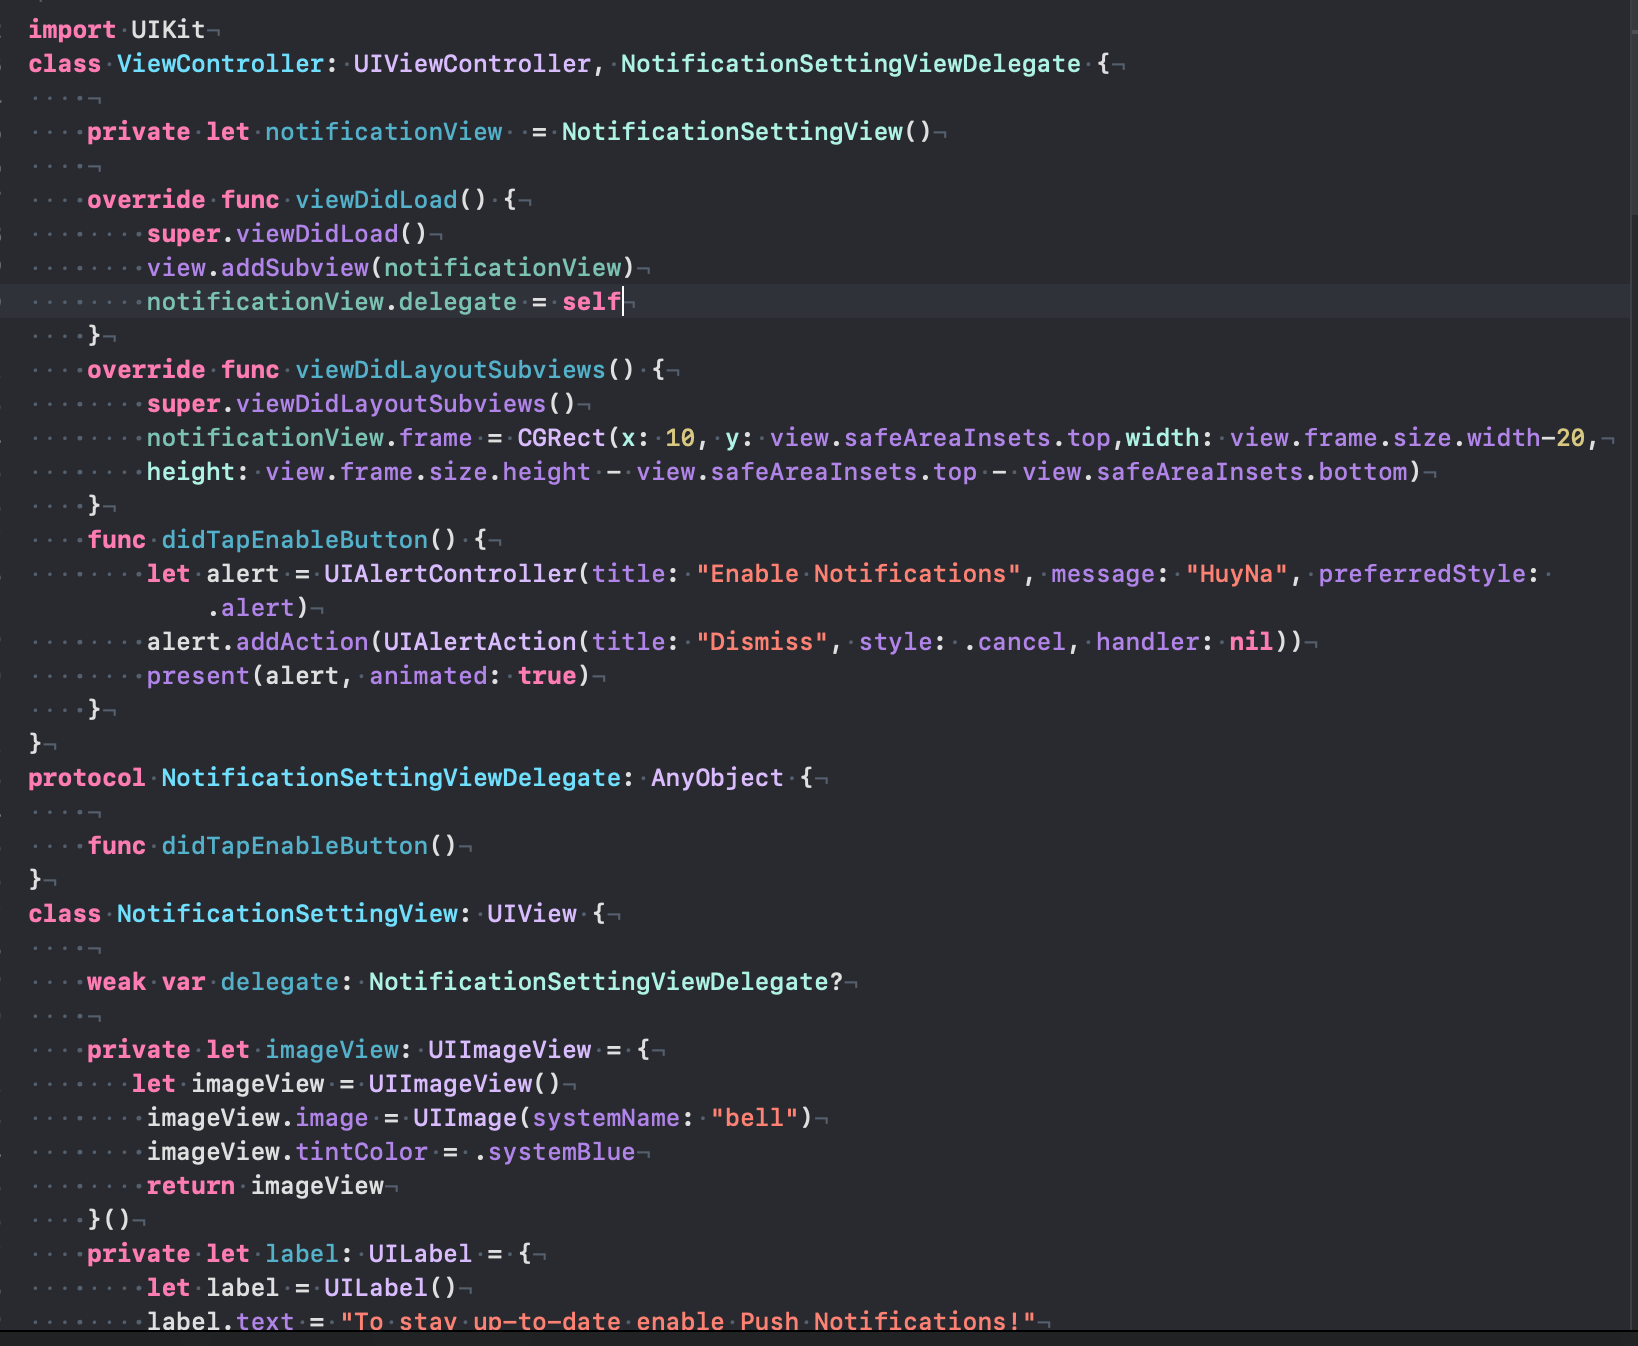 import UIKit
class ViewController: UIViewController, NotificationSettingViewDelegate {
    
    private let notificationView  = NotificationSettingView()
    
    override func viewDidLoad() {
        super.viewDidLoad()
        view.addSubview(notificationView)
        notificationView.delegate = self
    }
    override func viewDidLayoutSubviews() {
        super.viewDidLayoutSubviews()
        notificationView.frame = CGRect(x: 10, y: view.safeAreaInsets.top,width: view.frame.size.width-20,
        height: view.frame.size.height - view.safeAreaInsets.top - view.safeAreaInsets.bottom)
    }
    func didTapEnableButton() {
        let alert = UIAlertController(title: "Enable Notifications", message: "HuyNa", preferredStyle:
            .alert)
        alert.addAction(UIAlertAction(title: "Dismiss", style: .cancel, handler: nil))
        present(alert, animated: true)
    }
}
protocol NotificationSettingViewDelegate: AnyObject {
    
    func didTapEnableButton()
}
class NotificationSettingView: UIView {
    
    weak var delegate: NotificationSettingViewDelegate?
    
    private let imageView: UIImageView = {
       let imageView = UIImageView()
        imageView.image = UIImage(systemName: "bell")
        imageView.tintColor = .systemBlue
        return imageView
    }()
    private let label: UILabel = {
        let label = UILabel()
        label.text = "To stay up-to-date enable Push Notifications!"